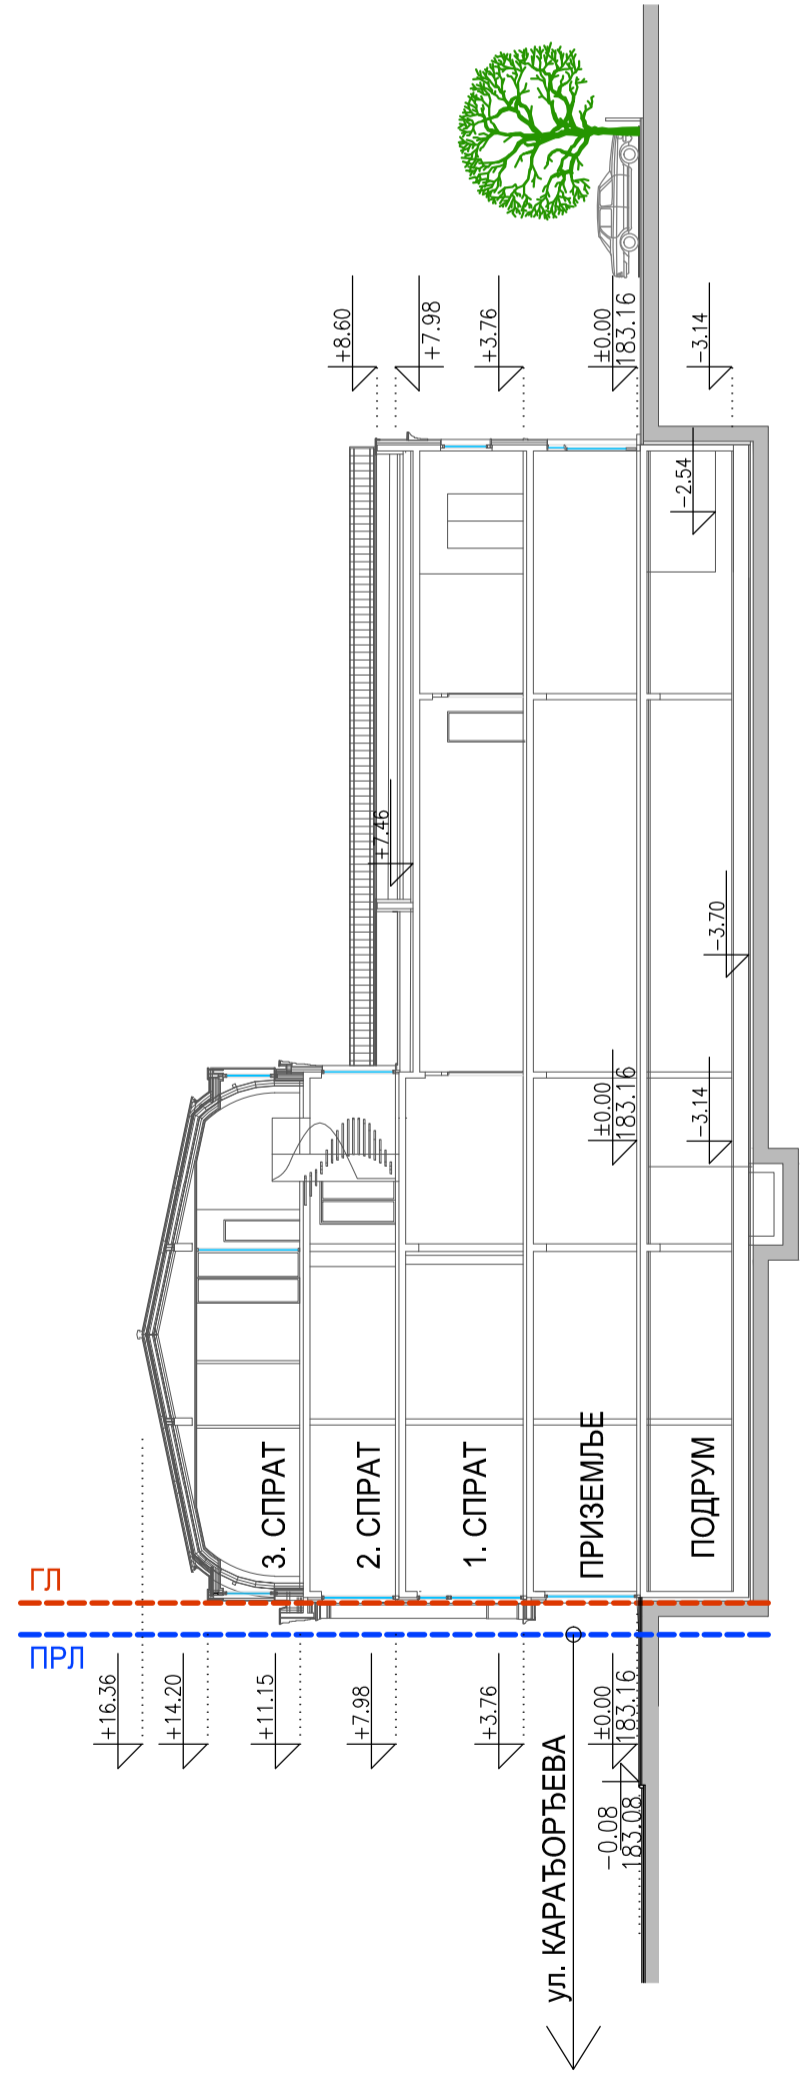 ГЛ
ПРЛ
+16.36
+14.20
+11.15
+7.98
+3.76
±0.00
183.16
-0.08
183.08
ул. КАРАЂОРЂЕВА
3. СПРАТ
2. СПРАТ
1. СПРАТ
ПРИЗЕМЉЕ
ПОДРУМ
±0.00
183.16
-3.14
-3.70
+7.46
-2.54
+8.60
+7.98
+3.76
±0.00
183.16
-3.14